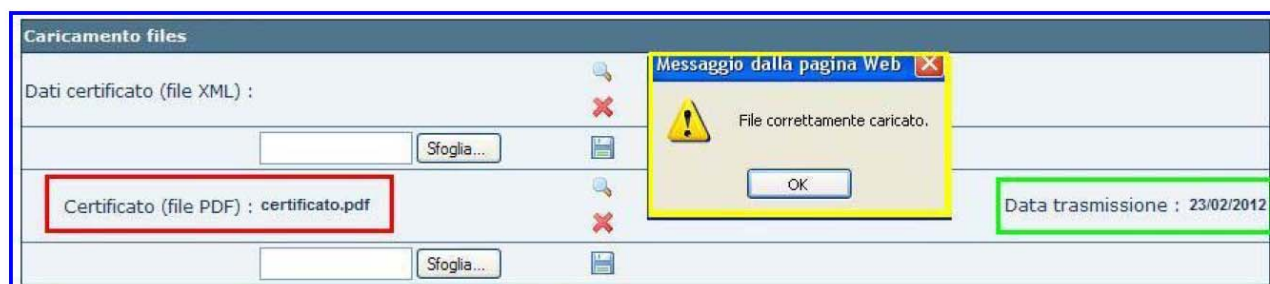 Caricamento files
Messaggio dalla pagina Web
Dati certificato (file XML) :
File correttamente caricato.
Sfoglia...
OK
Certificato (file PDF) : certificato.pdf
Data trasmissione : 23/02/2012
Sfoglia...